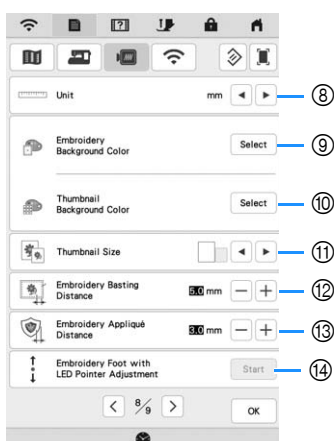 Unit mm ⑧
Embroidery
Background Color Select ⑨
Thumbnail
Background Color Select ⑩
Thumbnail Size ⑪
Embroidery Basting
Distance 5.0 mm − + ⑫
Embroidery Appliqué
Distance 3.0 mm − + ⑬
Embroidery Foot with
LED Pointer Adjustment Start ⑭
< 8/9 > OK